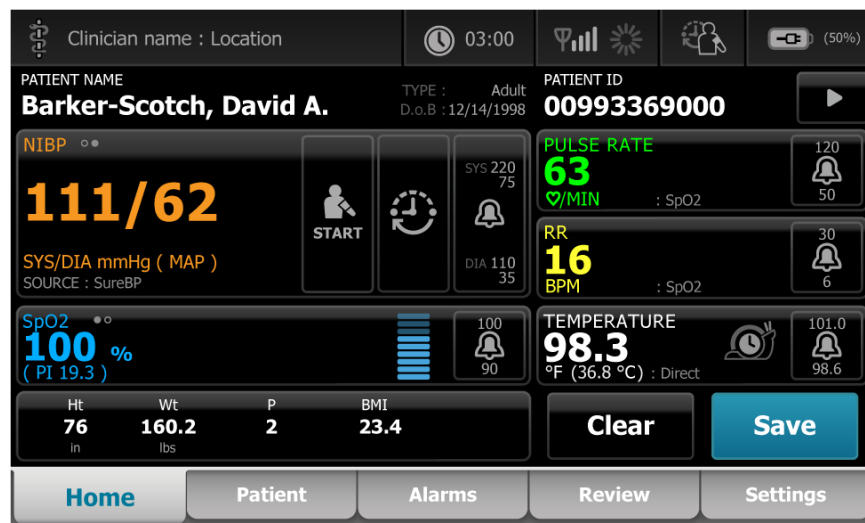 Clinician name : Location
03:00
(50%)
PATIENT NAME
Barker-Scotch, David A.
TYPE : Adult
D.o.B : 12/14/1998
PATIENT ID
00993369000
NIBP
111/62
SYS/DIA mmHg ( MAP )
SOURCE : SureBP
START
SYS 220
75
DIA 110
35
PULSE RATE
63
/MIN : SpO2
120
50
RR
16
BPM : SpO2
30
6
SpO2
100 %
( PI 19.3 )
100
90
TEMPERATURE
98.3
°F (36.8 °C) : Direct
101.0
98.6
Ht Wt P BMI
76 160.2 2 23.4
in lbs
Clear
Save
Home Patient Alarms Review Settings